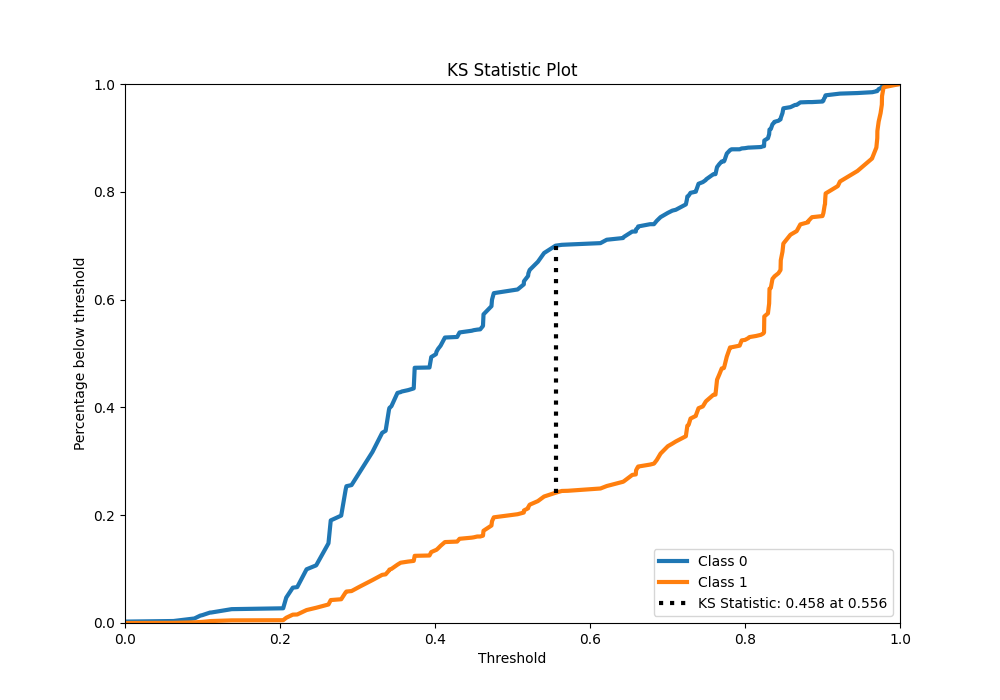 KS Statistic Plot
1.0
0.8
0.6
0.4
0.2
0.0
Percentage below threshold
0.0 0.2 0.4 0.6 0.8 1.0
Threshold
Class 0
Class 1
KS Statistic: 0.458 at 0.556